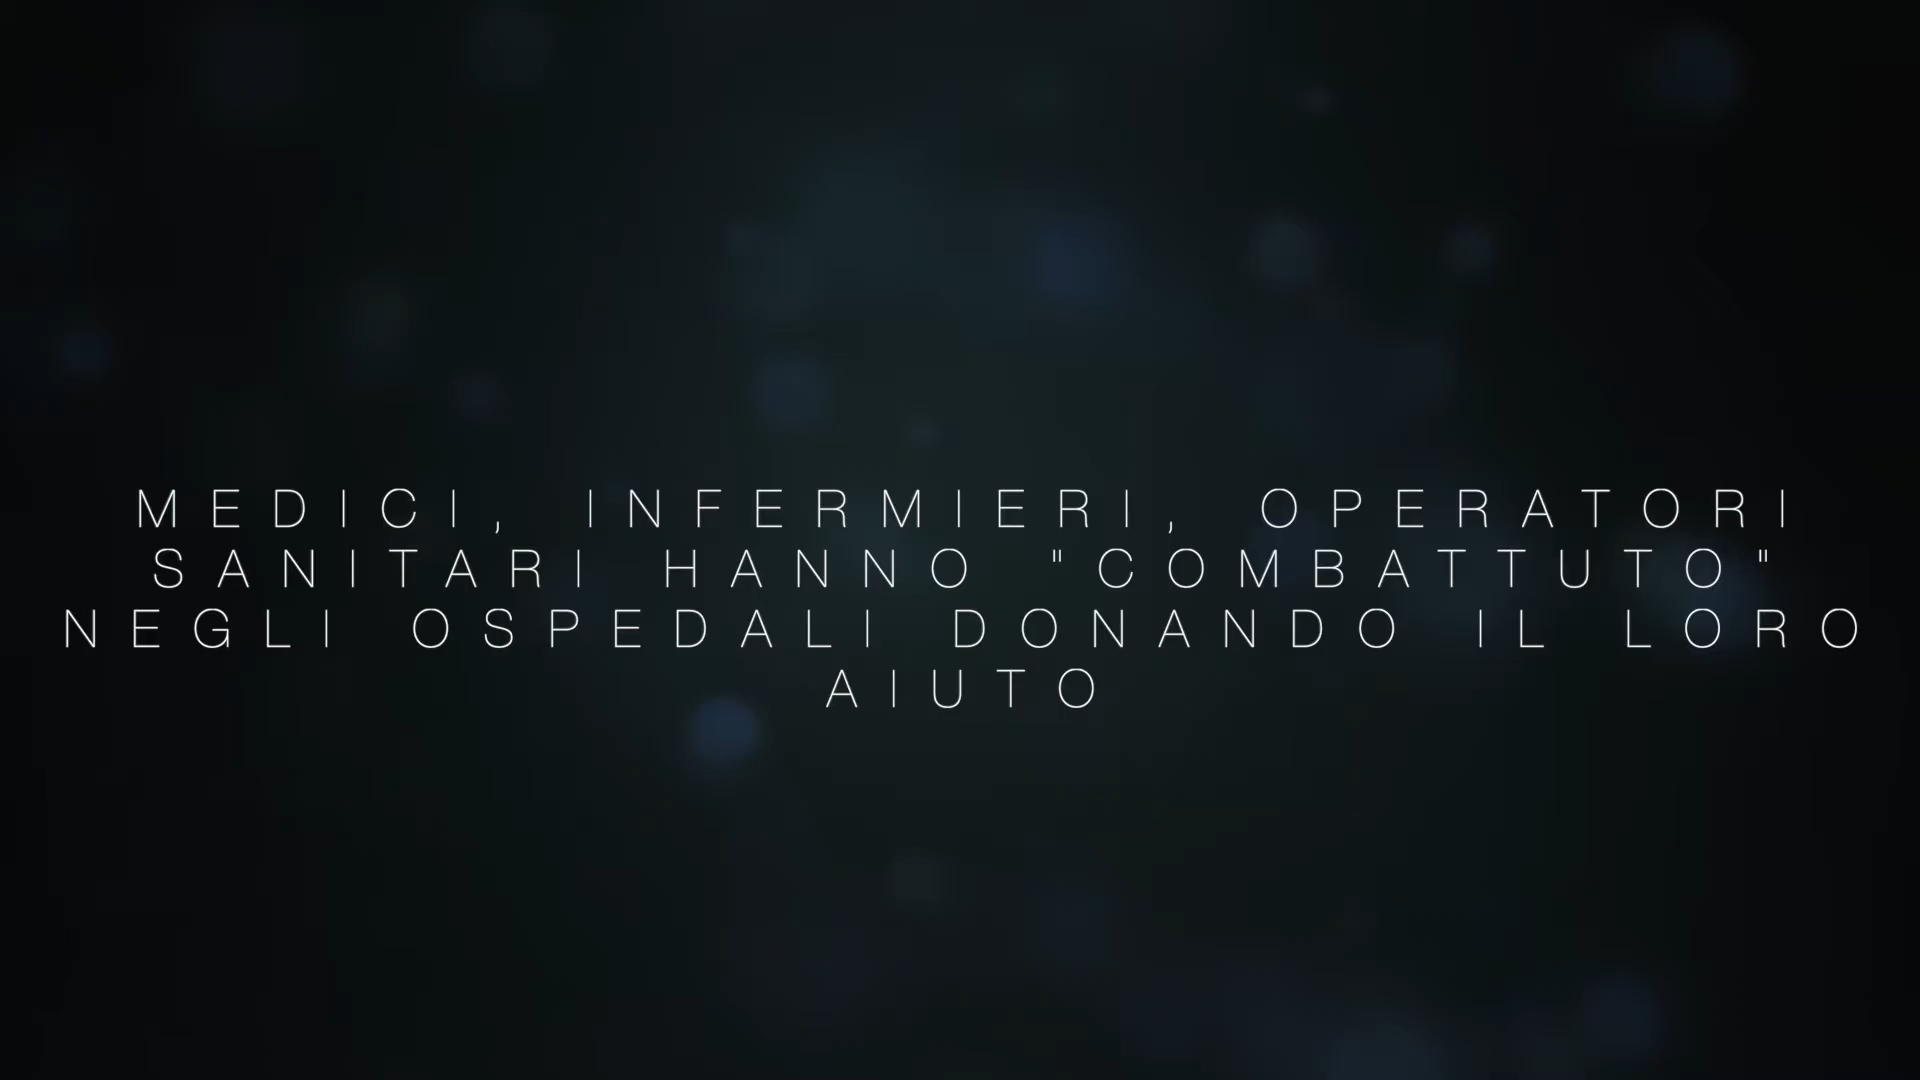 MEDICI, INFERMIERI, OPERATORI
SANITARI HANNO "COMBATTUTO"
NEGLI OSPEDALI DONANDO IL LORO
AIUTO